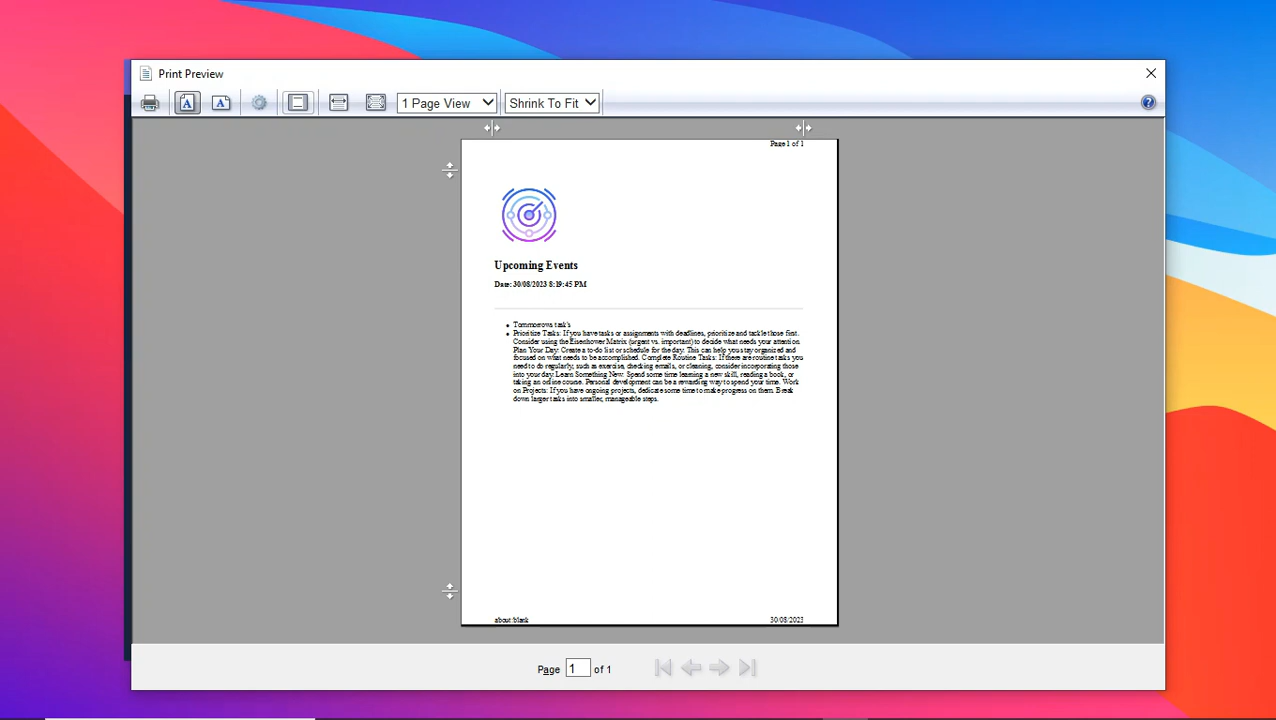 Print Preview
1 Page View
Shrink To Fit
Page 1 of 1
Upcoming Events
Date: 30/08/2023 8:19:45 PM
Tommorrows task's
Prioritize Tasks: If you have tasks or assignments with deadlines, prioritize and tackle those first.
Consider using the Eisenhower Matrix (urgent vs. important) to decide what needs your attention.
Plan Your Day: Create a to-do list or schedule for the day. This can help you stay organized and
focused on what needs to be accomplished. Complete Routine Tasks: If there are routine tasks you
need to do regularly, such as exercise, checking emails, or cleaning, consider incorporating those
into your day. Learn Something New: Spend some time learning a new skill, reading a book, or
taking an online course. Personal development can be a rewarding way to spend your time. Work
on Projects: If you have ongoing projects, dedicate some time to make progress on them. Break
down larger tasks into smaller, manageable steps.
about:blank
30/08/2023
Page 1 of 1